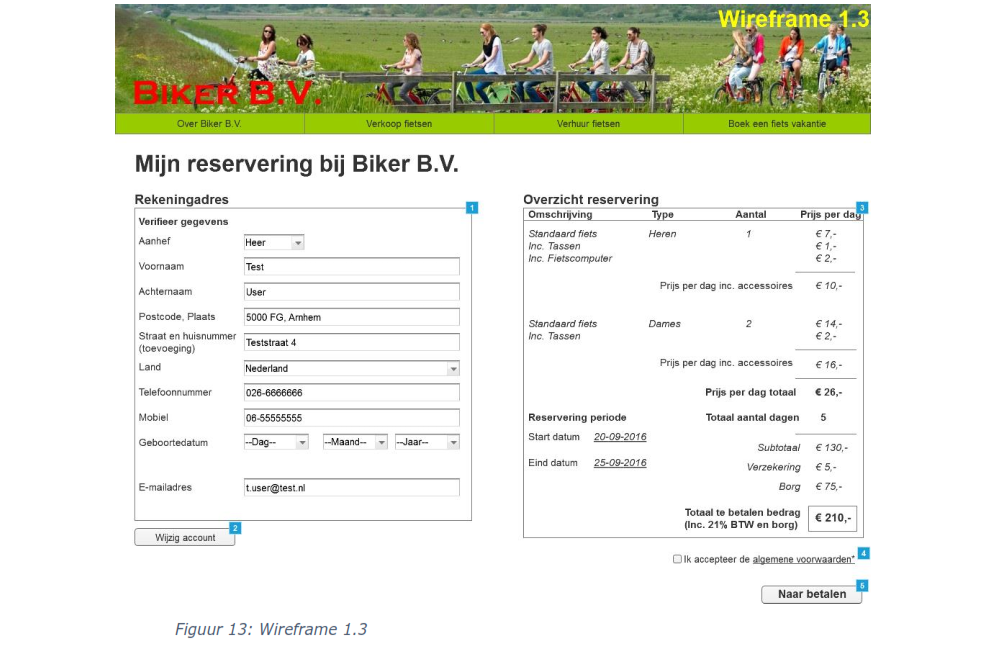 Wireframe 1.3
Biker B.V.
Over Biker B.V. Verkoop fietsen Verhuur fietsen Boek een fiets vakantie
Mijn reservering bij Biker B.V.
Rekeningadres
1
Verifieer gegevens
Aanhef Heer
Voornaam Test
Achternaam User
Postcode, Plaats 5000 FG, Arnhem
Straat en huisnummer
(toevoeging) Teststraat 4
Land Nederland
Telefoonnummer 026-6666666
Mobiel 06-55555555
Geboortedatum --Dag-- --Maand-- --Jaar--
E-mailadres t.user@test.nl
2
Wijzig account
Overzicht reservering
3
Omschrijving Type Aantal Prijs per dag
Standaard fiets Heren 1 € 7,-
Inc. Tassen € 1,-
Inc. Fietscomputer € 2,-
Prijs per dag inc. accessoires € 10,-
Standaard fiets Dames 2 € 14,-
Inc. Tassen € 2,-
Prijs per dag inc. accessoires € 16,-
Prijs per dag totaal € 26,-
Reservering periode Totaal aantal dagen 5
Start datum 20-09-2016
Subtotaal € 130,-
Eind datum 25-09-2016
Verzekering € 5,-
Borg € 75,-
Totaal te betalen bedrag
(Inc. 21% BTW en borg) € 210,-
4
Ik accepteer de algemene voorwaarden*
5
Naar betalen
Figuur 13: Wireframe 1.3